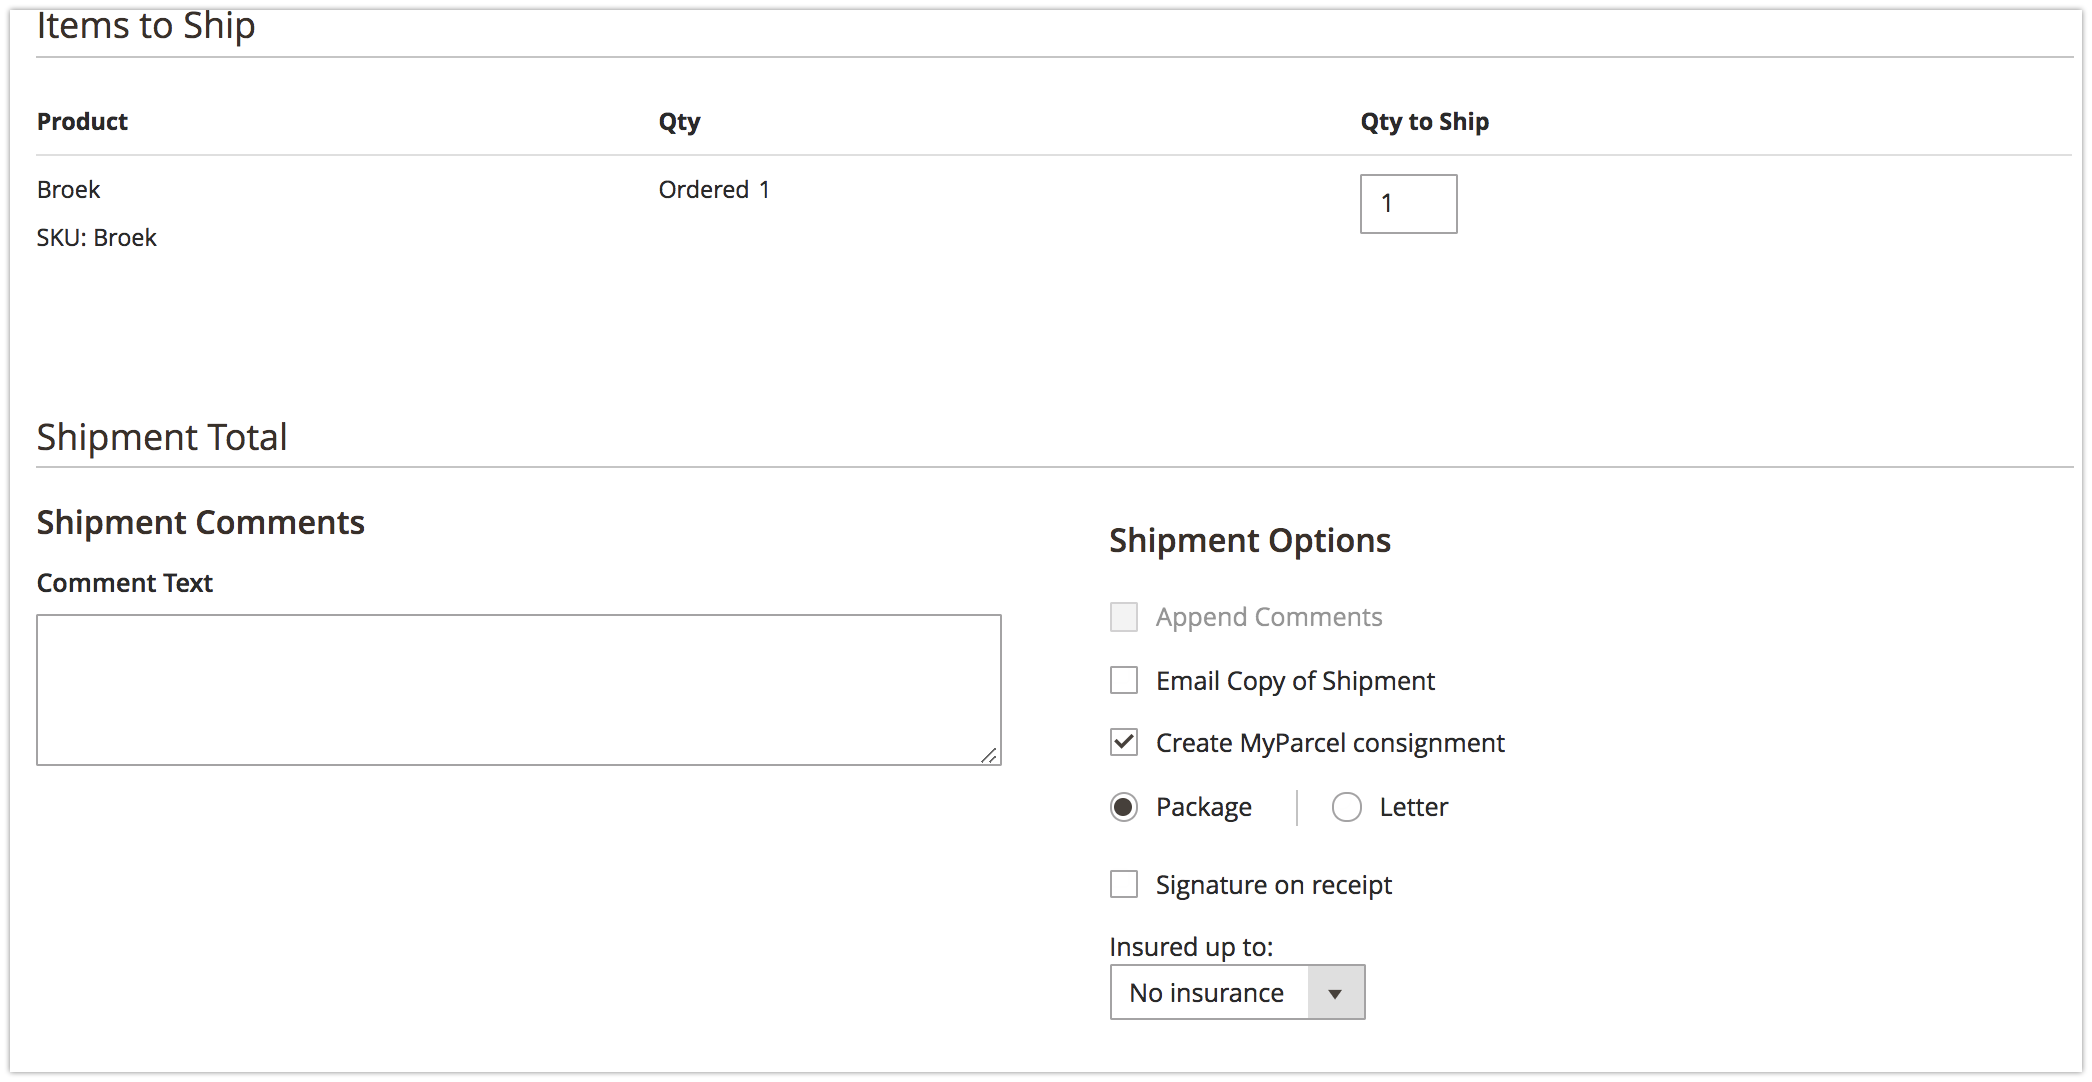 Items to Ship
Product Qty Qty to Ship
Broek Ordered 1 1
SKU: Broek
Shipment Total
Shipment Comments
Comment Text
Shipment Options
Append Comments
Email Copy of Shipment
Create MyParcel consignment
Package Letter
Signature on receipt
Insured up to:
No insurance